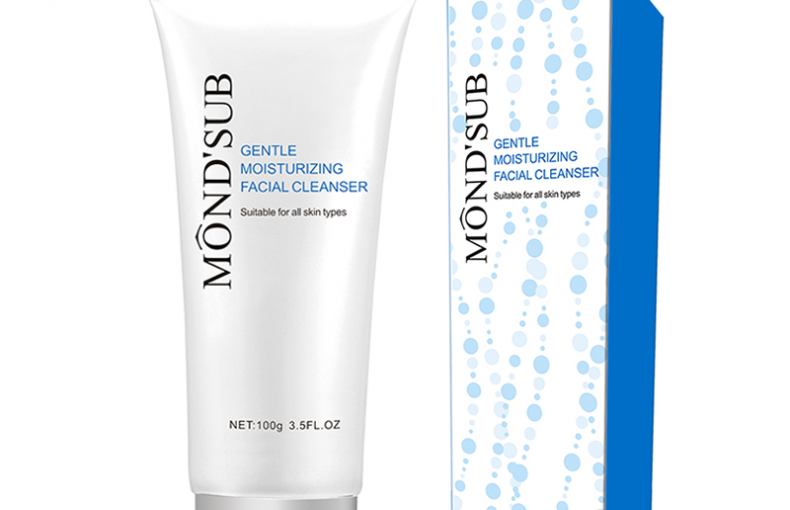 MÔND'SUB
GENTLE
MOISTURIZING
FACIAL CLEANSER
Suitable for all skin types
NET:100g 3.5FL.OZ
MÔND'SUB
GENTLE
MOISTURIZING
FACIAL CLEANSER
Suitable for all skin types